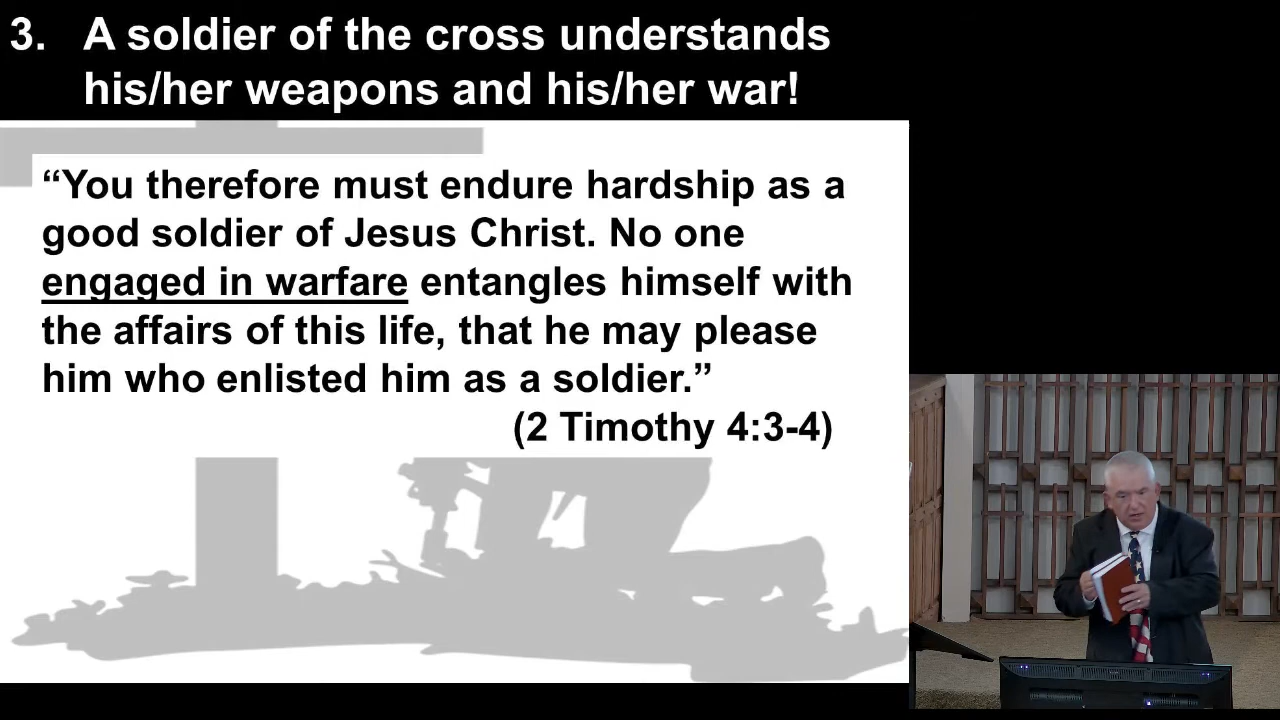 3. A soldier of the cross understands
his/her weapons and his/her war!
“You therefore must endure hardship as a
good soldier of Jesus Christ. No one
engaged in warfare entangles himself with
the affairs of this life, that he may please
him who enlisted him as a soldier.”
(2 Timothy 4:3-4)